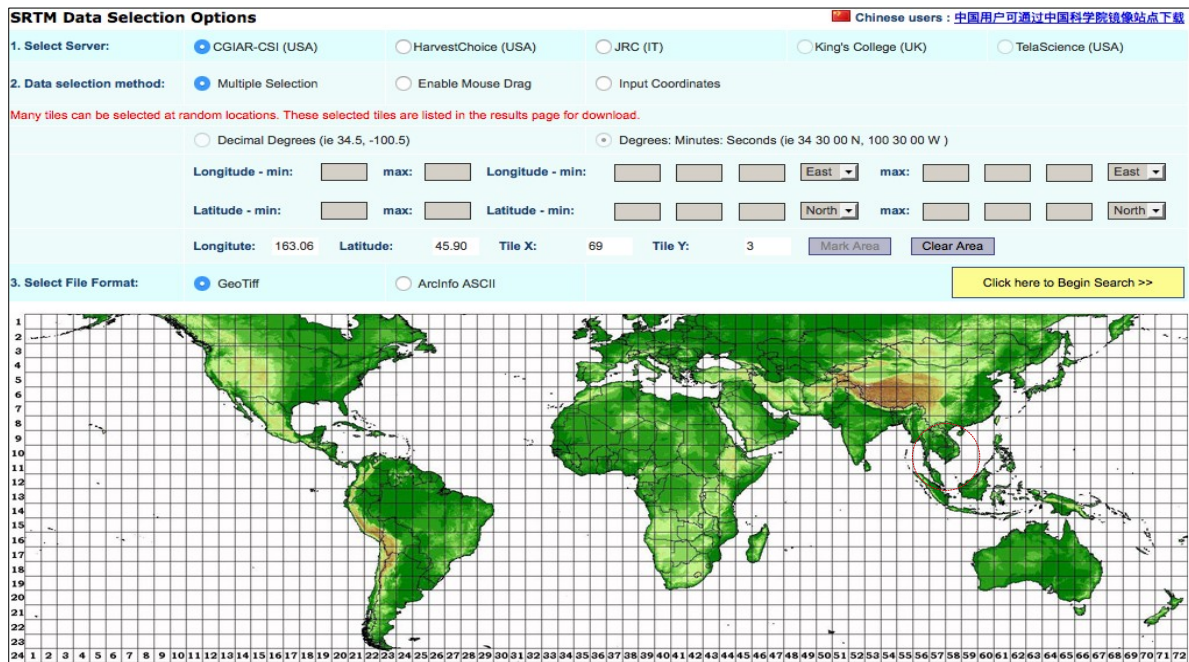 SRTM Data Selection Options
Chinese users : 中国用户可通过中国科学院镜像站点下载
1. Select Server: CGIAR-CSI (USA) HarvestChoice (USA) JRC (IT) King's College (UK) TelaScience (USA)
2. Data selection method: Multiple Selection Enable Mouse Drag Input Coordinates
Many tiles can be selected at random locations. These selected tiles are listed in the results page for download.
Decimal Degrees (ie 34.5, -100.5) Degrees: Minutes: Seconds (ie 34 30 00 N, 100 30 00 W )
Longitude - min: max: Longitude - min: East max: East
Latitude - min: max: Latitude - min: North max: North
Longitute: 163.06 Latitude: 45.90 Tile X: 69 Tile Y: 3 Mark Area Clear Area
3. Select File Format: GeoTiff ArcInfo ASCII Click here to Begin Search >>
1
2
3
4
5
6
7
8
9
10
11
12
13
14
15
16
17
18
19
20
21
22
23
24 1 2 3 4 5 6 7 8 9 10 11 12 13 14 15 16 17 18 19 20 21 22 23 24 25 26 27 28 29 30 31 32 33 34 35 36 37 38 39 40 41 42 43 44 45 46 47 48 49 50 51 52 53 54 55 56 57 58 59 60 61 62 63 64 65 66 67 68 69 70 71 72